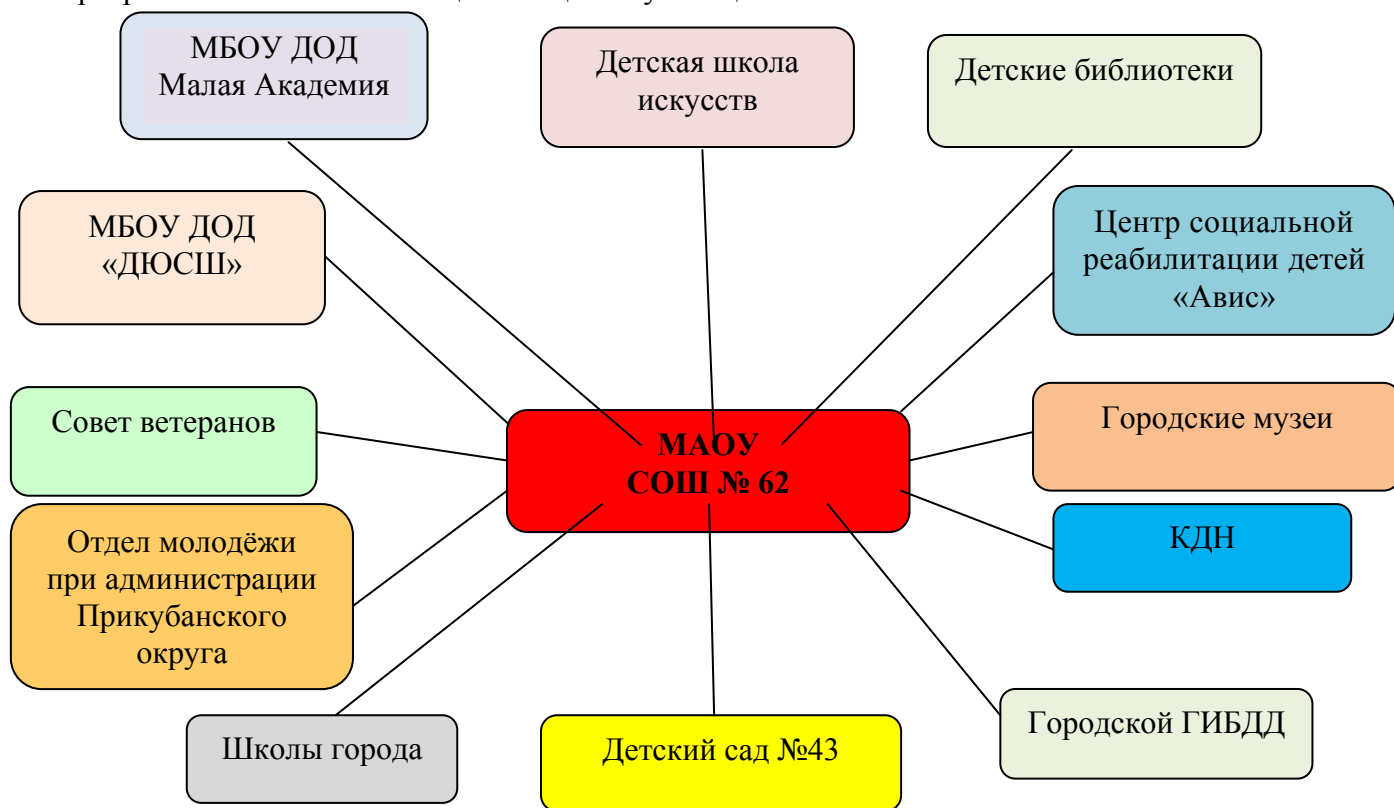 МБОУ ДОД
Малая Академия
Детская школа
искусств
Детские библиотеки
МБОУ ДОД
«ДЮСШ»
Центр социальной
реабилитации детей
«Авис»
Совет ветеранов
МАОУ
СОШ № 62
Городские музеи
Отдел молодёжи
при администрации
Прикубанского
округа
КДН
Школы города
Детский сад №43
Городской ГИБДД